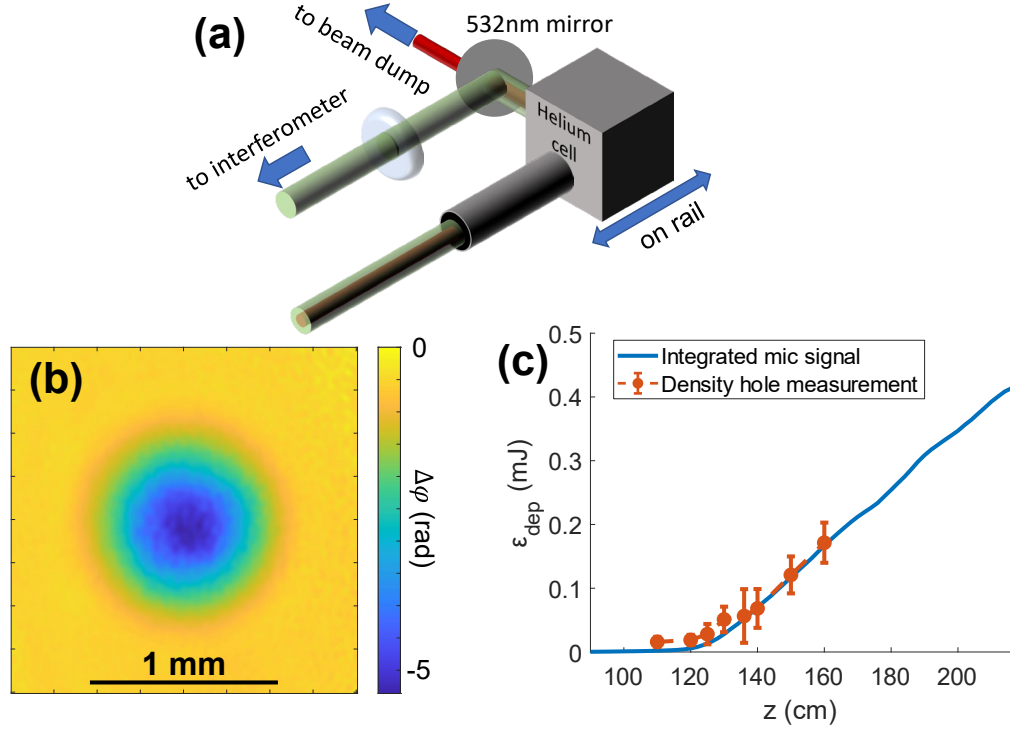 (a)
to beam dump
532nm mirror
to interferometer
Helium
cell
on rail
(b)
1 mm
0
Δφ (rad)
-5
(c)
Integrated mic signal
Density hole measurement
0.5
0.4
0.3
0.2
0.1
0
ε_dep (mJ)
100 120 140 160 180 200
z (cm)